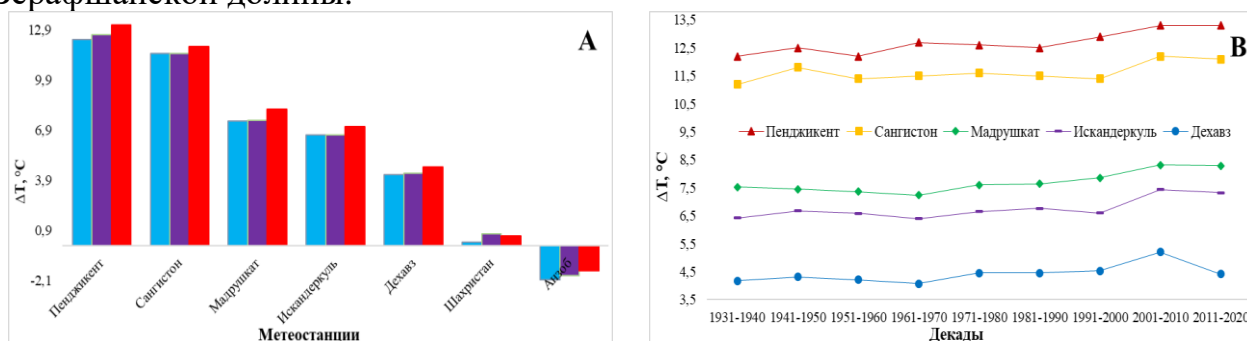 Зерафшанской долины.
A
12,9
9,9
6,9
3,9
0,9
-2,1
ΔT, °C
Пенджикент
Сангистон
Мадрушкат
Искандеркуль
Дехавз
Шахристан
Анзоб
Метеостанции
B
13,5
12,5
11,5
10,5
9,5
8,5
7,5
6,5
5,5
4,5
3,5
ΔT, °C
Пенджикент Сангистон Мадрушкат Искандеркуль Дехавз
1931-1940 1941-1950 1951-1960 1961-1970 1971-1980 1981-1990 1991-2000 2001-2010 2011-2020
Декады